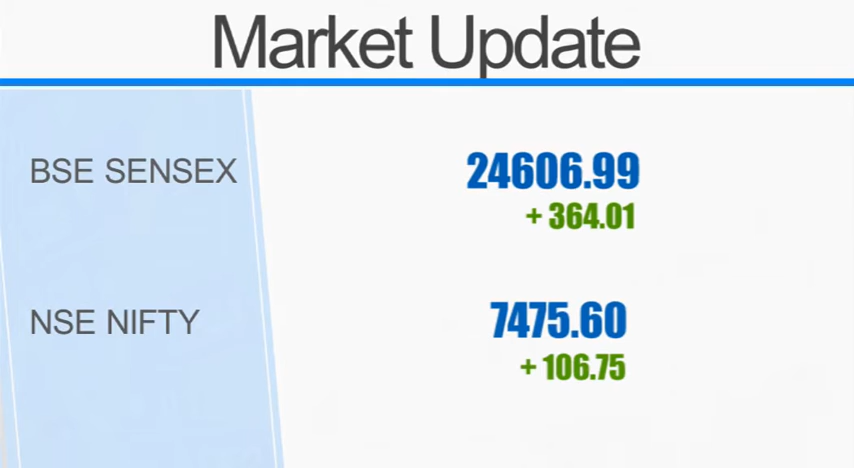 Market Update
BSE SENSEX
24606.99
+ 364.01
NSE NIFTY
7475.60
+ 106.75